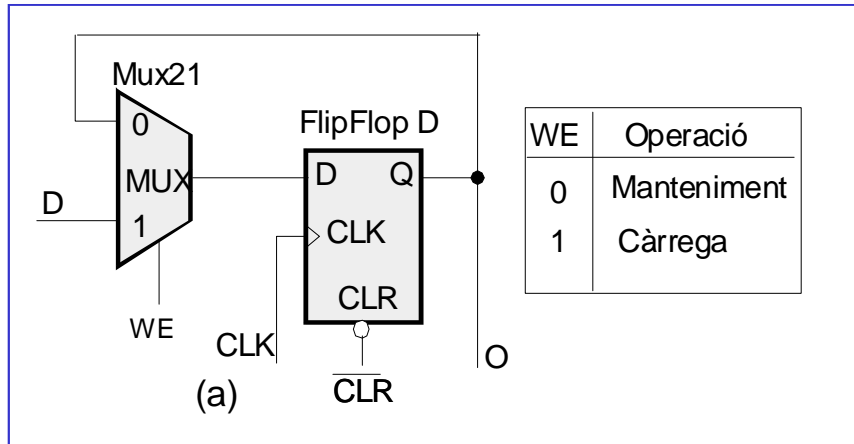 Mux21
FlipFlop D
0
MUX
1
D
WE
D Q
CLK
CLR
CLK
CLR
O
(a)
WE Operació
0 Manteniment
1 Càrrega